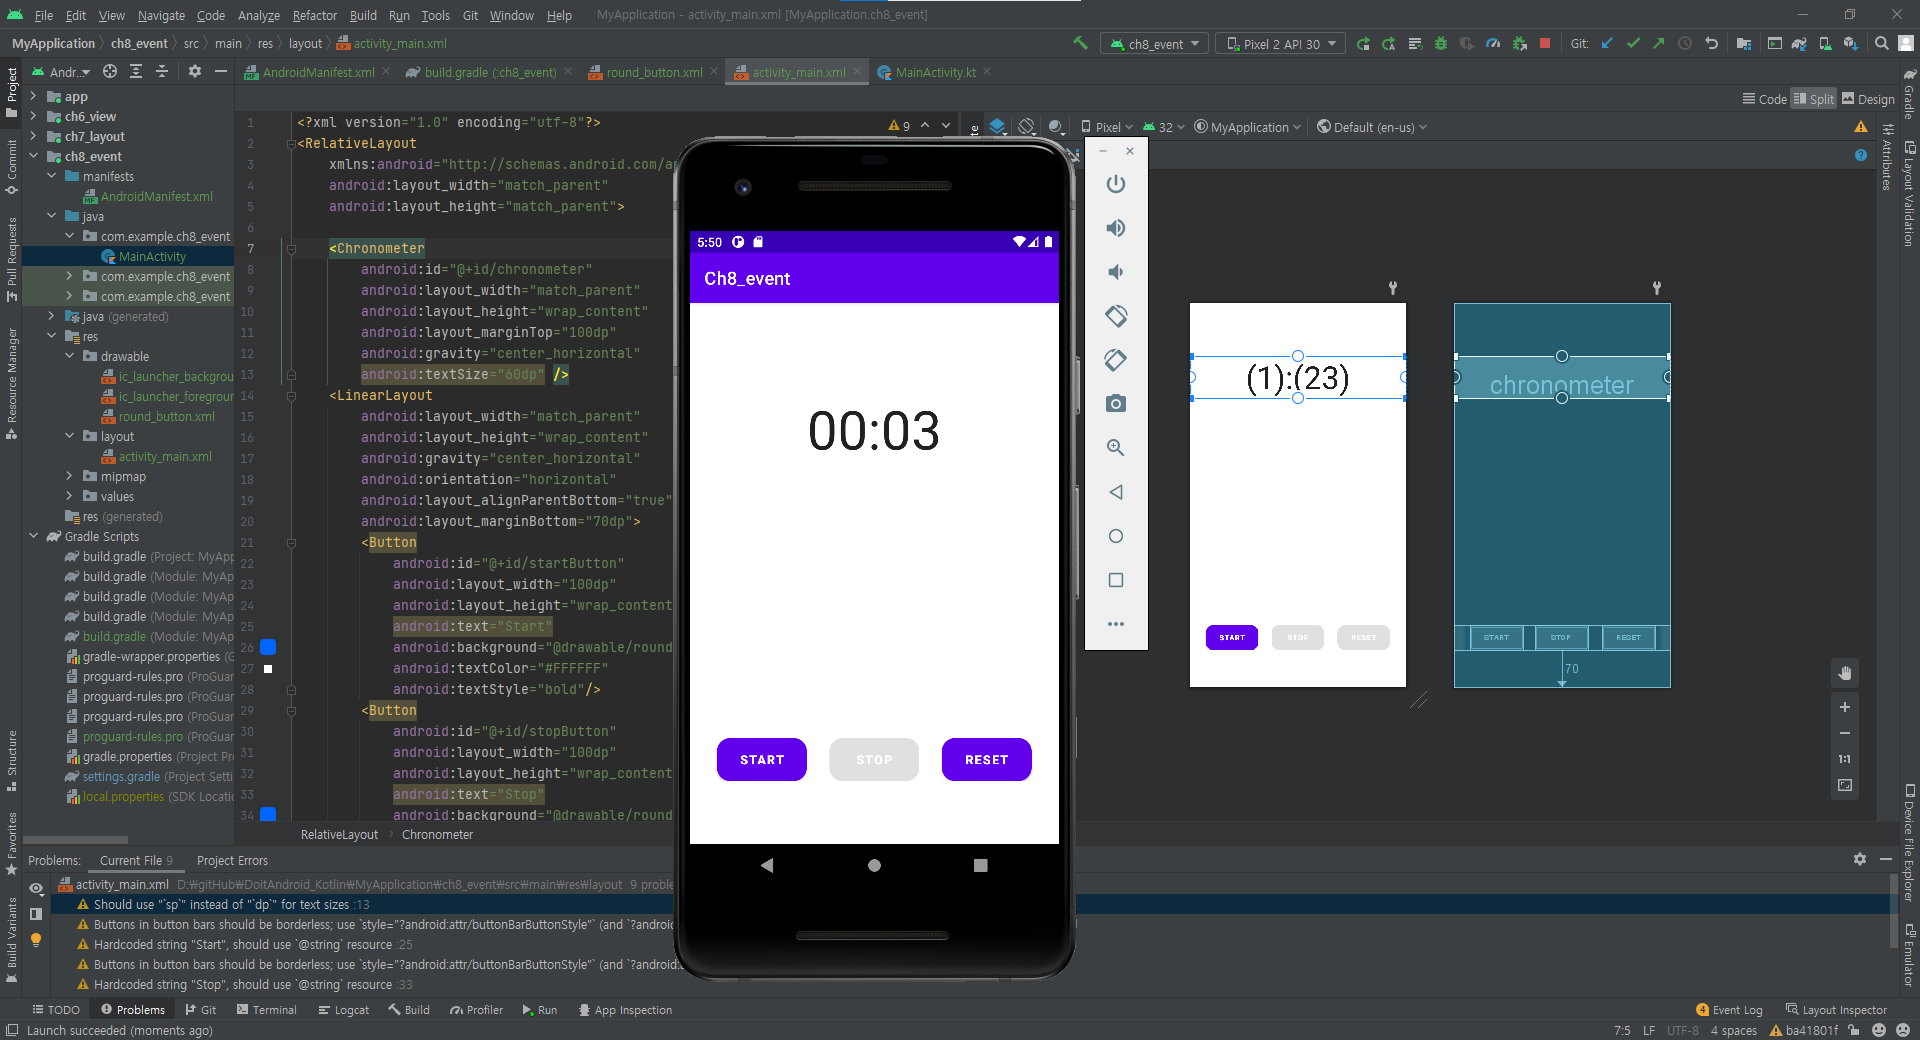 File Edit View Navigate Code Analyze Refactor Build Run Tools Git Window Help MyApplication - activity_main.xml [MyApplication.ch8_event]
MyApplication ch8_event src main res layout activity_main.xml
ch8_event Pixel 2 API 30 Git:
Andr... AndroidManifest.xml build.gradle (:ch8_event) round_button.xml activity_main.xml MainActivity.kt
Code Split Design
Pixel 32 MyApplication Default (en-us)
Project
Commit
Pull Requests
Resource Manager
Structure
Favorites
Build Variants
app
ch6_view
ch7_layout
ch8_event
manifests
AndroidManifest.xml
java
com.example.ch8_event
MainActivity
com.example.ch8_event
com.example.ch8_event
java (generated)
res
drawable
ic_launcher_backgrou
ic_launcher_foregroun
round_button.xml
layout
activity_main.xml
mipmap
values
res (generated)
Gradle Scripts
build.gradle (Project: MyApp
build.gradle (Module: MyAp
build.gradle (Module: MyAp
build.gradle (Module: MyAp
build.gradle (Module: MyAp
gradle-wrapper.properties (G
proguard-rules.pro (ProGuar
proguard-rules.pro (ProGuar
proguard-rules.pro (ProGuar
proguard-rules.pro (ProGuar
gradle.properties (Project Pr
settings.gradle (Project Setti
local.properties (SDK Locatio
9
1 <?xml version="1.0" encoding="utf-8"?>
2 <RelativeLayout
3 xmlns:android="http://schemas.android.com/ap
4 android:layout_width="match_parent"
5 android:layout_height="match_parent">
6
7 <Chronometer
8 android:id="@+id/chronometer"
9 android:layout_width="match_parent"
10 android:layout_height="wrap_content"
11 android:layout_marginTop="100dp"
12 android:gravity="center_horizontal"
13 android:textSize="60dp" />
14 <LinearLayout
15 android:layout_width="match_parent"
16 android:layout_height="wrap_content"
17 android:gravity="center_horizontal"
18 android:orientation="horizontal"
19 android:layout_alignParentBottom="true"
20 android:layout_marginBottom="70dp">
21 <Button
22 android:id="@+id/startButton"
23 android:layout_width="100dp"
24 android:layout_height="wrap_content
25 android:text="Start"
26 android:background="@drawable/round
27 android:textColor="#FFFFFF"
28 android:textStyle="bold"/>
29 <Button
30 android:id="@+id/stopButton"
31 android:layout_width="100dp"
32 android:layout_height="wrap_content
33 android:text="Stop"
34 android:background="@drawable/round
RelativeLayout Chronometer
5:50
Ch8_event
00:03
START STOP RESET
(1):(23)
START STOP RESET
chronometer
START STOP RESET
70
1:1
Gradle
Attributes
Layout Validation
Device File Explorer
Emulator
Problems: Current File 9 Project Errors
activity_main.xml D:₩gitHub₩DoitAndroid_Kotlin₩MyApplication₩ch8_event₩src₩main₩res₩layout 9 proble
Should use "`sp`" instead of "`dp`" for text sizes :13
Buttons in button bars should be borderless; use `style="?android:attr/buttonBarButtonStyle"` (and `?android
Hardcoded string "Start", should use `@string` resource :25
Buttons in button bars should be borderless; use `style="?android:attr/buttonBarButtonStyle"` (and `?android:
Hardcoded string "Stop", should use `@string` resource :33
TODO Problems Git Terminal Logcat Build Profiler Run App Inspection 4 Event Log Layout Inspector
Launch succeeded (moments ago) 7:5 LF UTF-8 4 spaces ba41801f